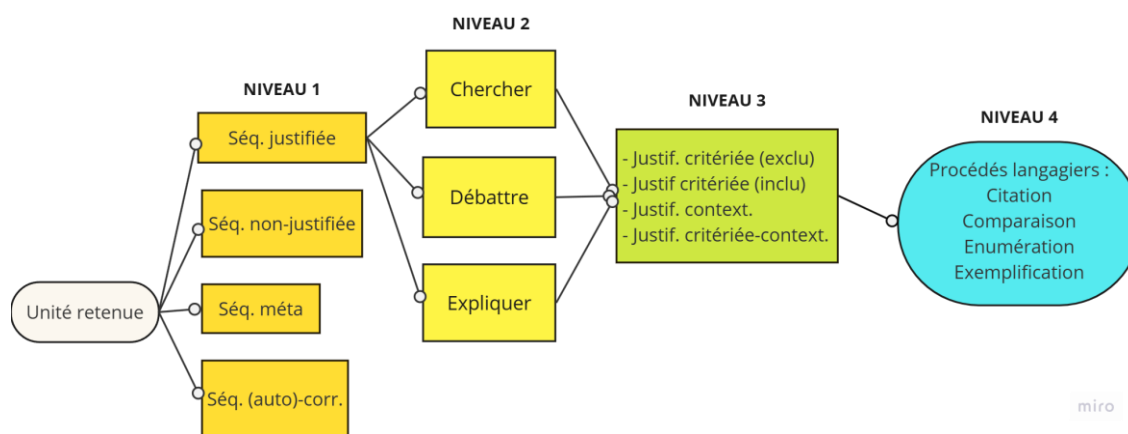 NIVEAU 1
NIVEAU 2
NIVEAU 3
NIVEAU 4
Unité retenue
Séq. justifiée
Séq. non-justifiée
Séq. méta
Séq. (auto)-corr.
Chercher
Débattre
Expliquer
- Justif. critériée (exclu)
- Justif critériée (inclu)
- Justif. context.
- Justif. critériée-context.
Procédés langagiers :
Citation
Comparaison
Enumération
Exemplification
miro